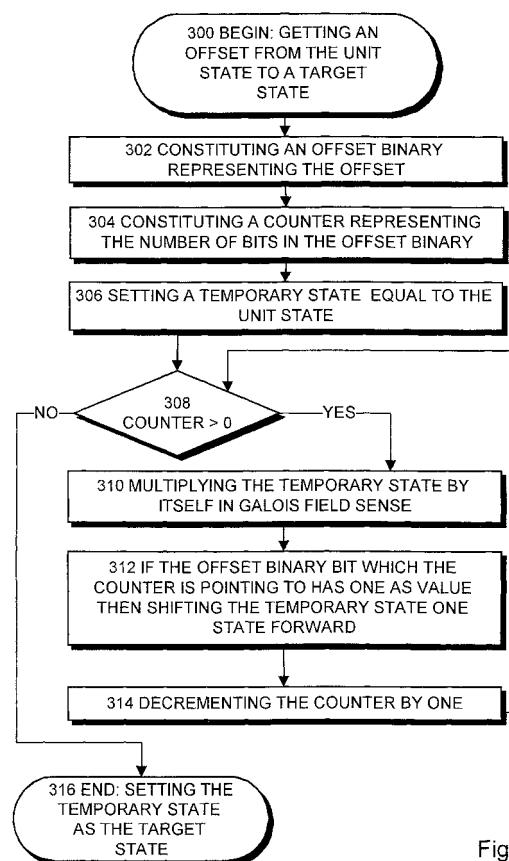 300 BEGIN: GETTING AN
OFFSET FROM THE UNIT
STATE TO A TARGET
STATE
302 CONSTITUTING AN OFFSET BINARY
REPRESENTING THE OFFSET
304 CONSTITUTING A COUNTER REPRESENTING
THE NUMBER OF BITS IN THE OFFSET BINARY
306 SETTING A TEMPORARY STATE EQUAL TO THE
UNIT STATE
308
COUNTER > 0
NO
YES
310 MULTIPLYING THE TEMPORARY STATE BY
ITSELF IN GALOIS FIELD SENSE
312 IF THE OFFSET BINARY BIT WHICH THE
COUNTER IS POINTING TO HAS ONE AS VALUE
THEN SHIFTING THE TEMPORARY STATE ONE
STATE FORWARD
314 DECREMENTING THE COUNTER BY ONE
316 END: SETTING THE
TEMPORARY STATE
AS THE TARGET
STATE
Fig